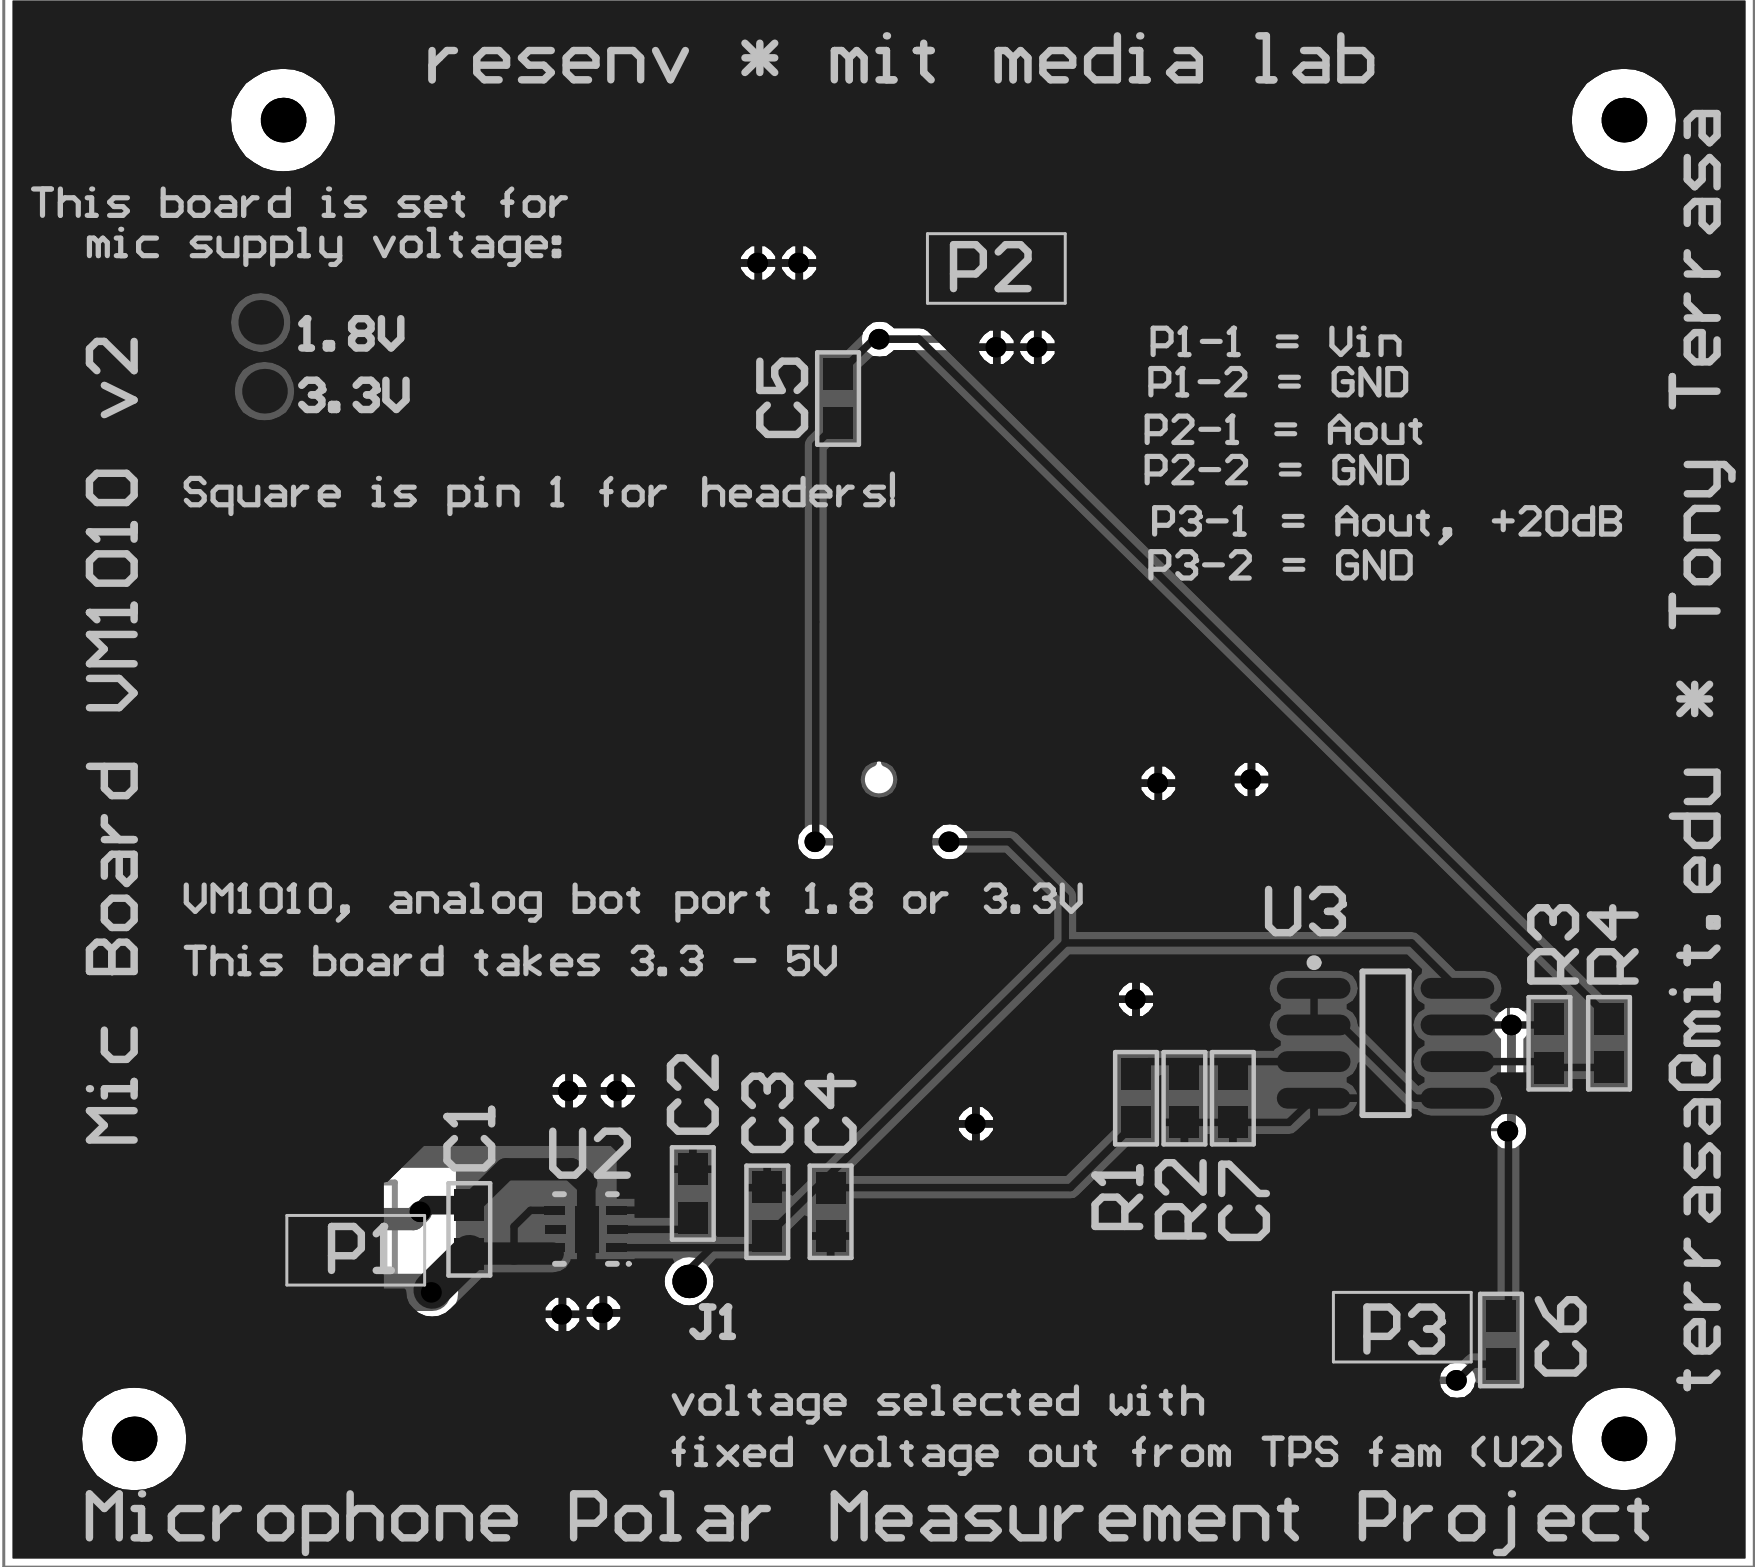 resenv * mit media lab
This board is set for
mic supply voltage:
1.8V
3.3V
P2
C5
P1-1 = Vin
P1-2 = GND
P2-1 = Aout
P2-2 = GND
P3-1 = Aout, +20dB
P3-2 = GND
Square is pin 1 for headers!
Mic Board VM1010 v2
terrasa@mit.edu * Tony Terrasa
VM1010, analog bot port 1.8 or 3.3V
This board takes 3.3 - 5V
U3
R3
R4
C1
U2
C2
C3
C4
R1
R2
C7
P1
J1
P3
C6
voltage selected with
fixed voltage out from TPS fam (U2)
Microphone Polar Measurement Project